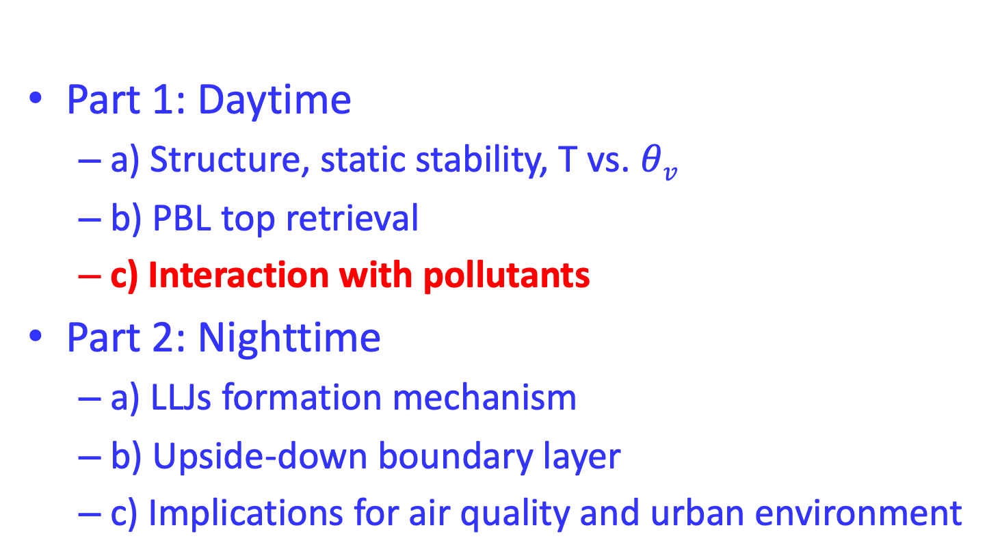 • Part 1: Daytime
– a) Structure, static stability, T vs. θᵥ
– b) PBL top retrieval
– c) Interaction with pollutants
• Part 2: Nighttime
– a) LLJs formation mechanism
– b) Upside-down boundary layer
– c) Implications for air quality and urban environment